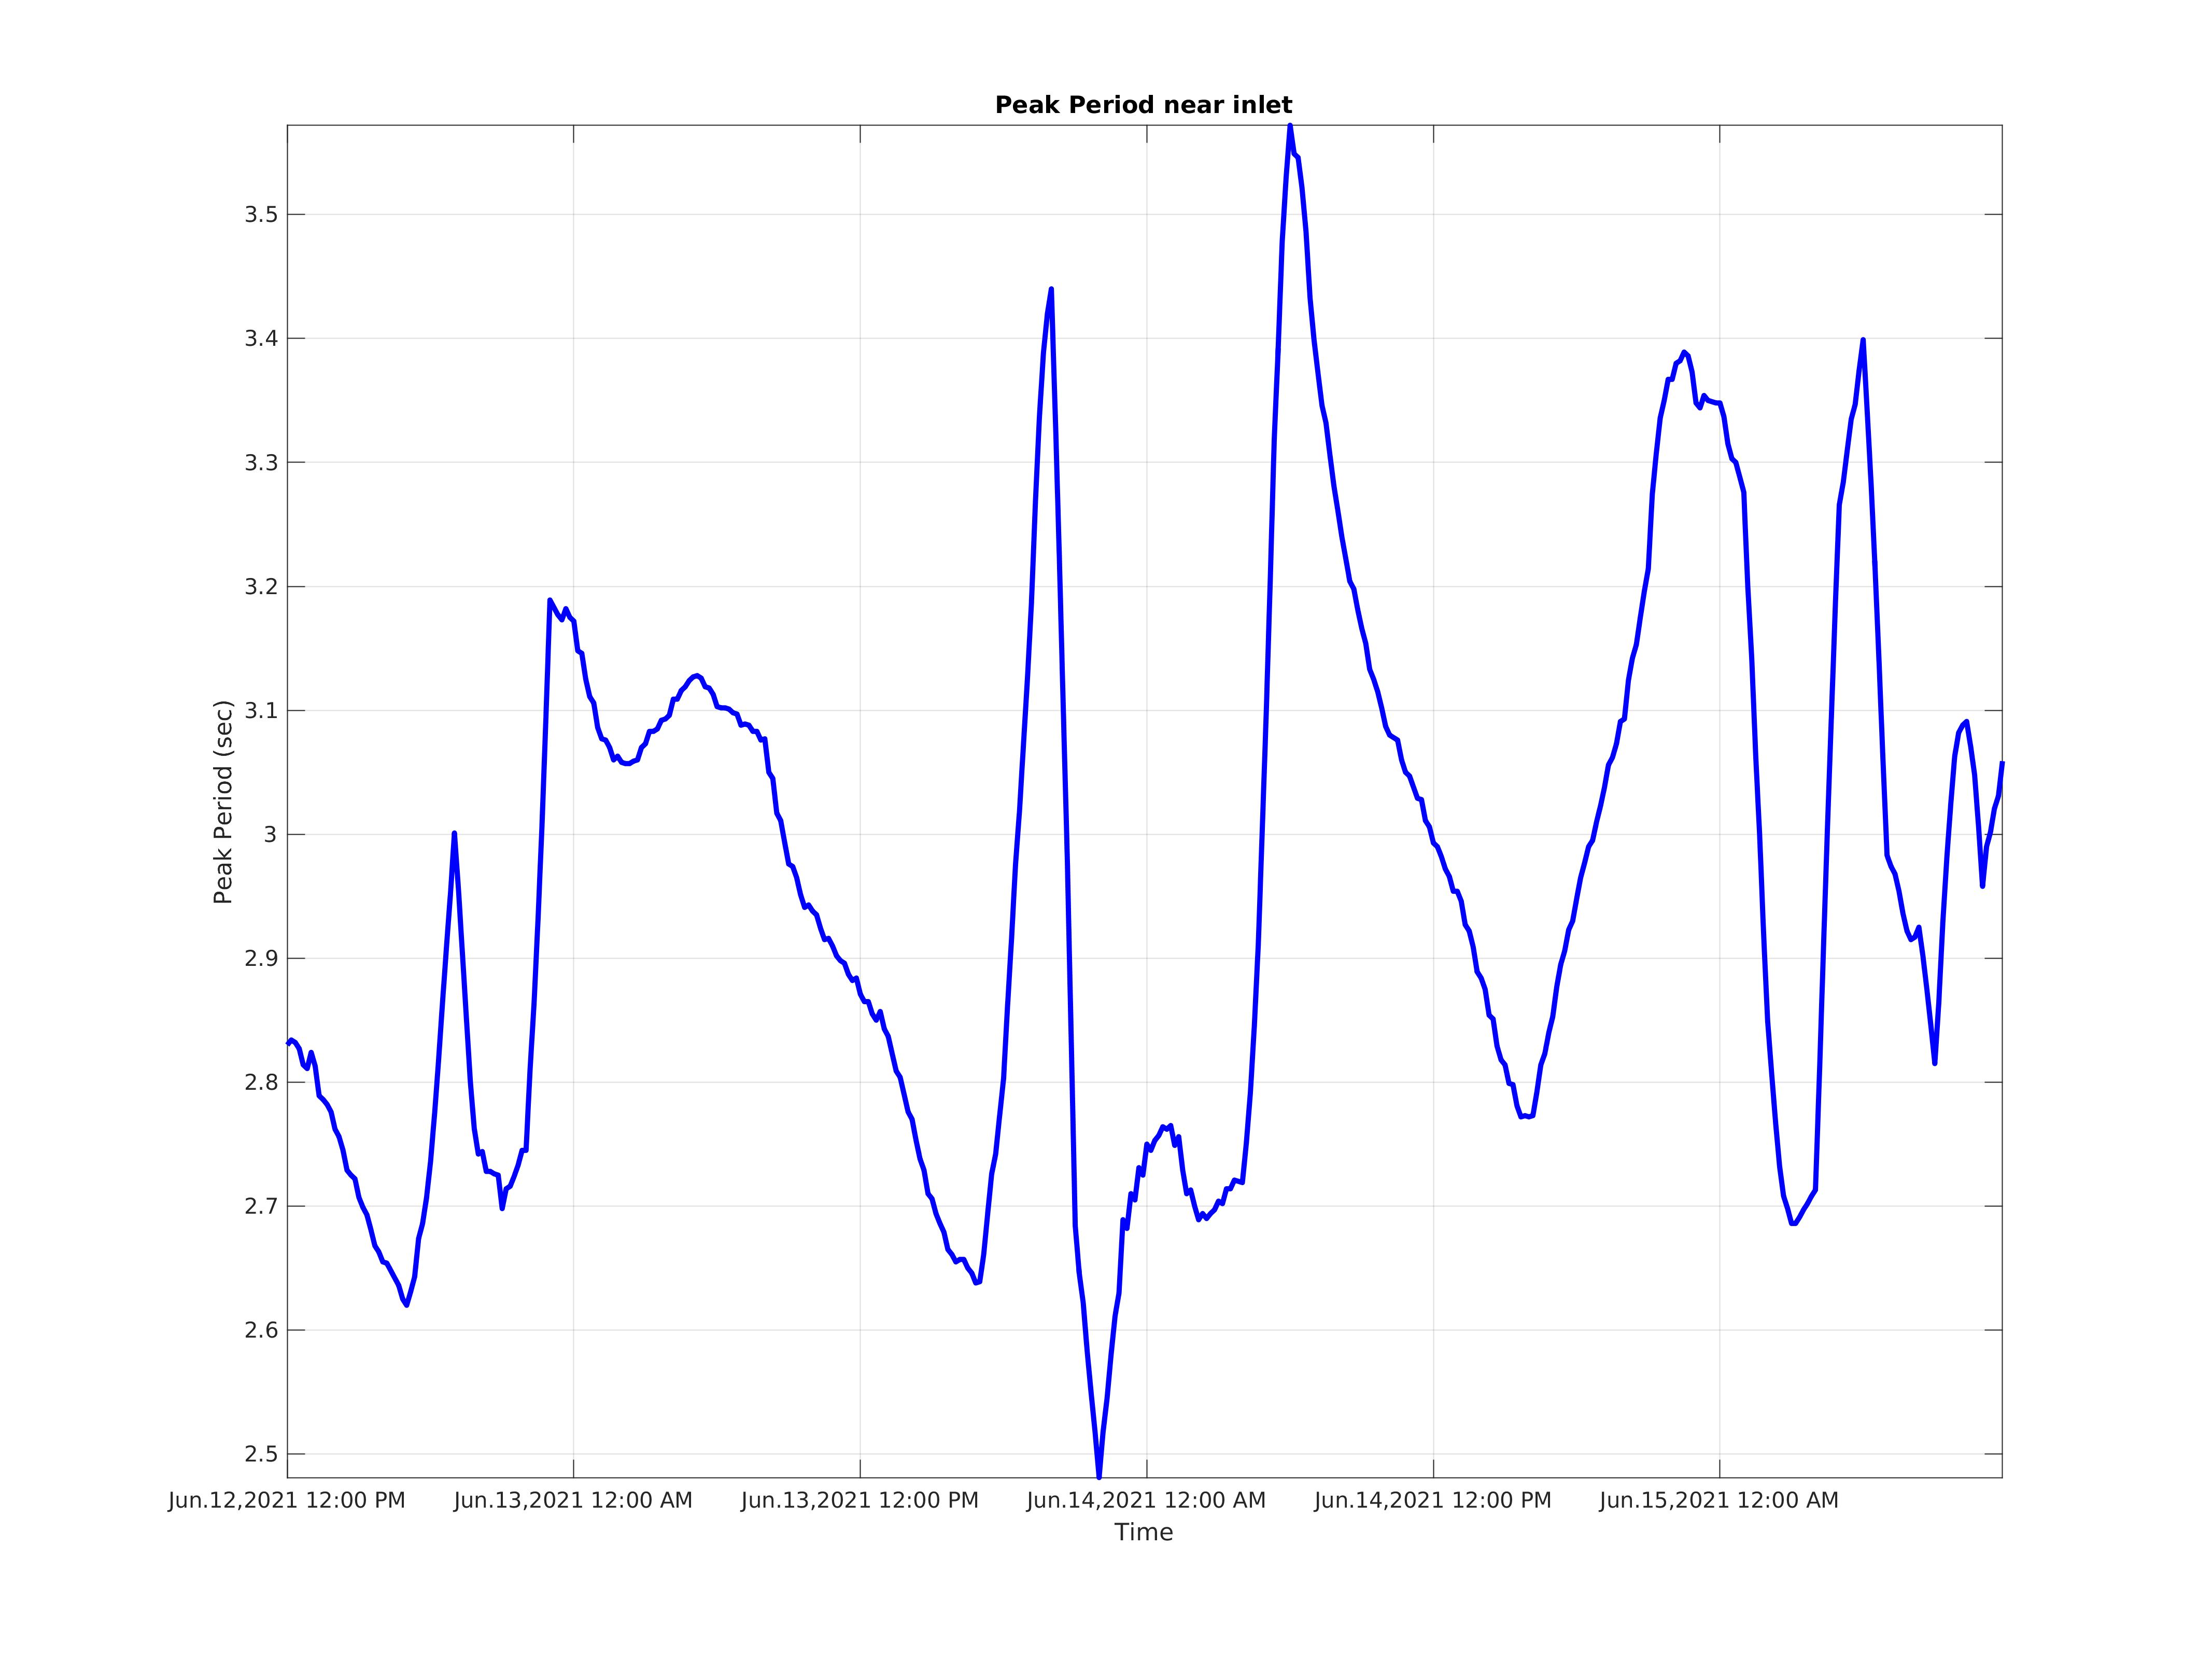 Peak Period near inlet
3.5
3.4
3.3
3.2
3.1
3
2.9
2.8
2.7
2.6
2.5
Peak Period (sec)
Jun.12,2021 12:00 PM Jun.13,2021 12:00 AM Jun.13,2021 12:00 PM Jun.14,2021 12:00 AM Jun.14,2021 12:00 PM Jun.15,2021 12:00 AM
Time